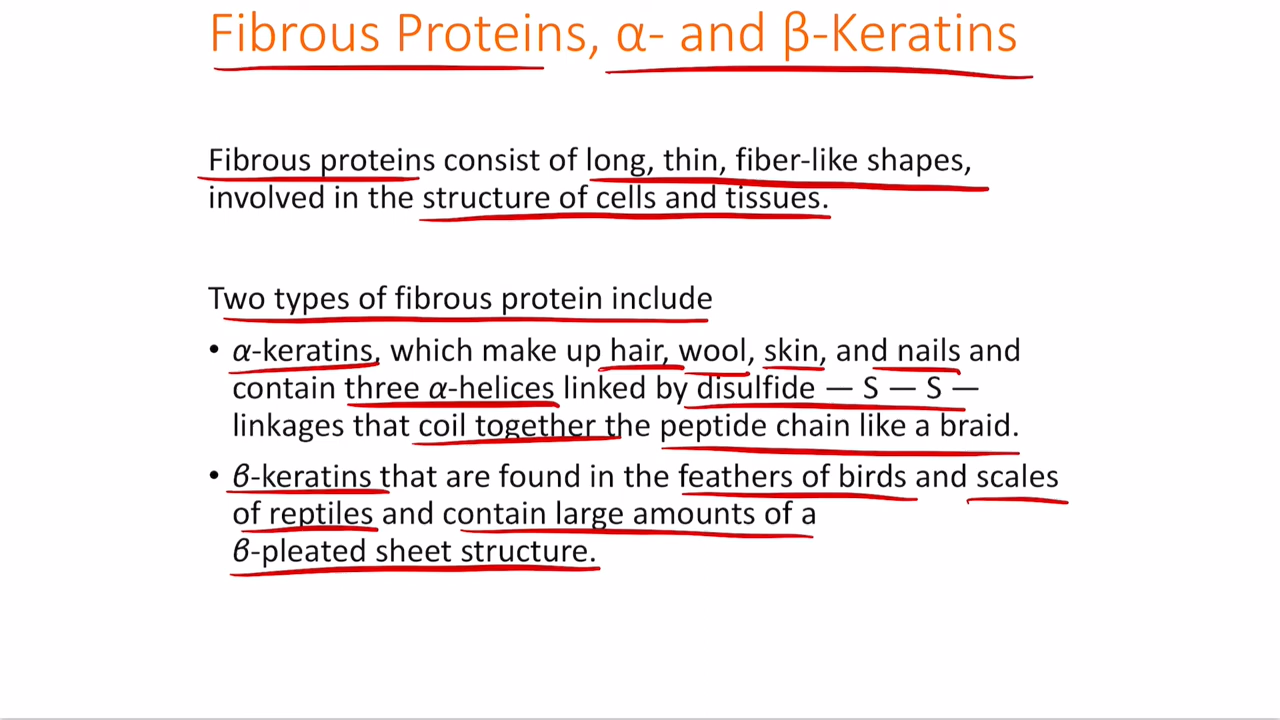 Fibrous Proteins, α- and β-Keratins
Fibrous proteins consist of long, thin, fiber-like shapes,
involved in the structure of cells and tissues.
Two types of fibrous protein include
• α-keratins, which make up hair, wool, skin, and nails and
contain three α-helices linked by disulfide — S — S —
linkages that coil together the peptide chain like a braid.
• β-keratins that are found in the feathers of birds and scales
of reptiles and contain large amounts of a
β-pleated sheet structure.